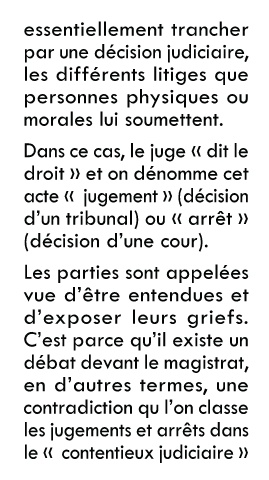 essentiellement trancher
par une décision judiciaire,
les différents litiges que
personnes physiques ou
morales lui soumettent.
Dans ce cas, le juge « dit le
droit » et on dénomme cet
acte « jugement » (décision
d'un tribunal) ou « arrêt »
(décision d'une cour).
Les parties sont appelées
vue d'être entendues et
d'exposer leurs griefs.
C'est parce qu'il existe un
débat devant le magistrat,
en d'autres termes, une
contradiction qu l'on classe
les jugements et arrêts dans
le « contentieux judiciaire »